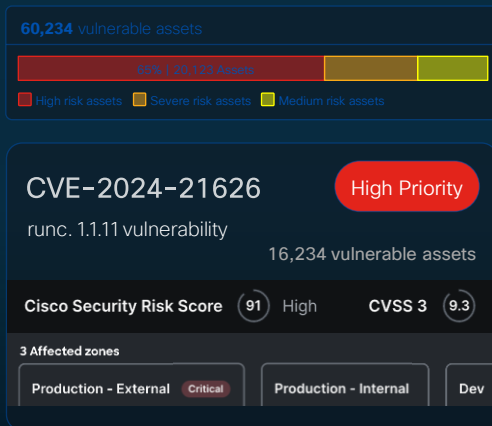 60,234 vulnerable assets
High risk assets Severe risk assets Medium risk assets
CVE-2024-21626
High Priority
runc. 1.1.11 vulnerability
16,234 vulnerable assets
Cisco Security Risk Score 91 High CVSS 3 9.3
3 Affected zones
Production - External Critical Production - Internal Dev